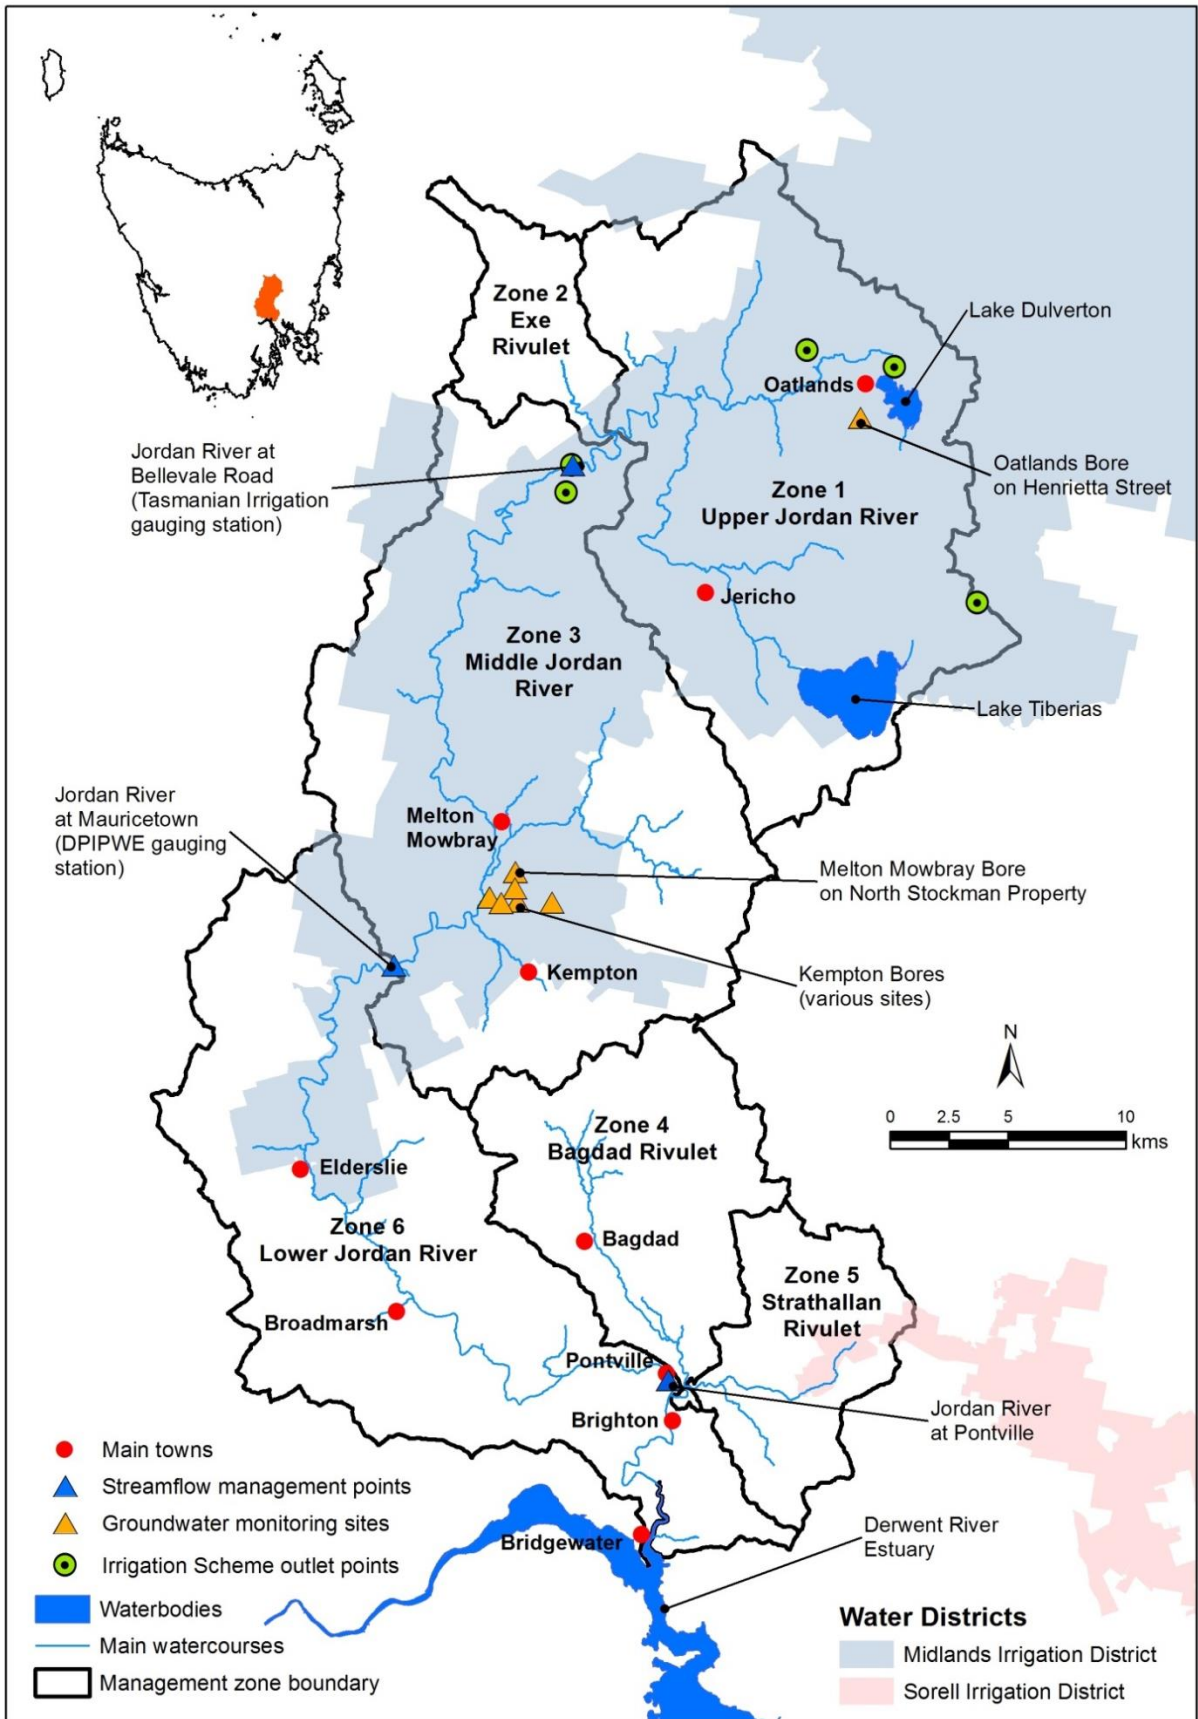 Zone 2
Exe
Rivulet
Lake Dulverton
Oatlands
Jordan River at
Bellevale Road
(Tasmanian Irrigation
gauging station)
Oatlands Bore
on Henrietta Street
Zone 1
Upper Jordan River
Jericho
Zone 3
Middle Jordan
River
Lake Tiberias
Jordan River
at Mauricetown
(DPIPWE gauging
station)
Melton
Mowbray
Melton Mowbray Bore
on North Stockman Property
Kempton
Kempton Bores
(various sites)
N
0 2.5 5 10
kms
Zone 4
Bagdad Rivulet
Elderslie
Zone 6
Lower Jordan River
Bagdad
Zone 5
Strathallan
Rivulet
Broadmarsh
Pontville
Jordan River
at Pontville
Brighton
Bridgewater
Derwent River
Estuary
Main towns
Streamflow management points
Groundwater monitoring sites
Irrigation Scheme outlet points
Waterbodies
Main watercourses
Management zone boundary
Water Districts
Midlands Irrigation District
Sorell Irrigation District